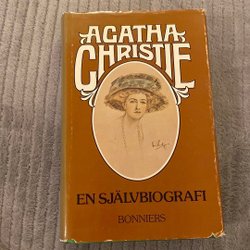 AGATHA
CHRISTIE
EN SJÄLVBIOGRAFI
BONNIERS